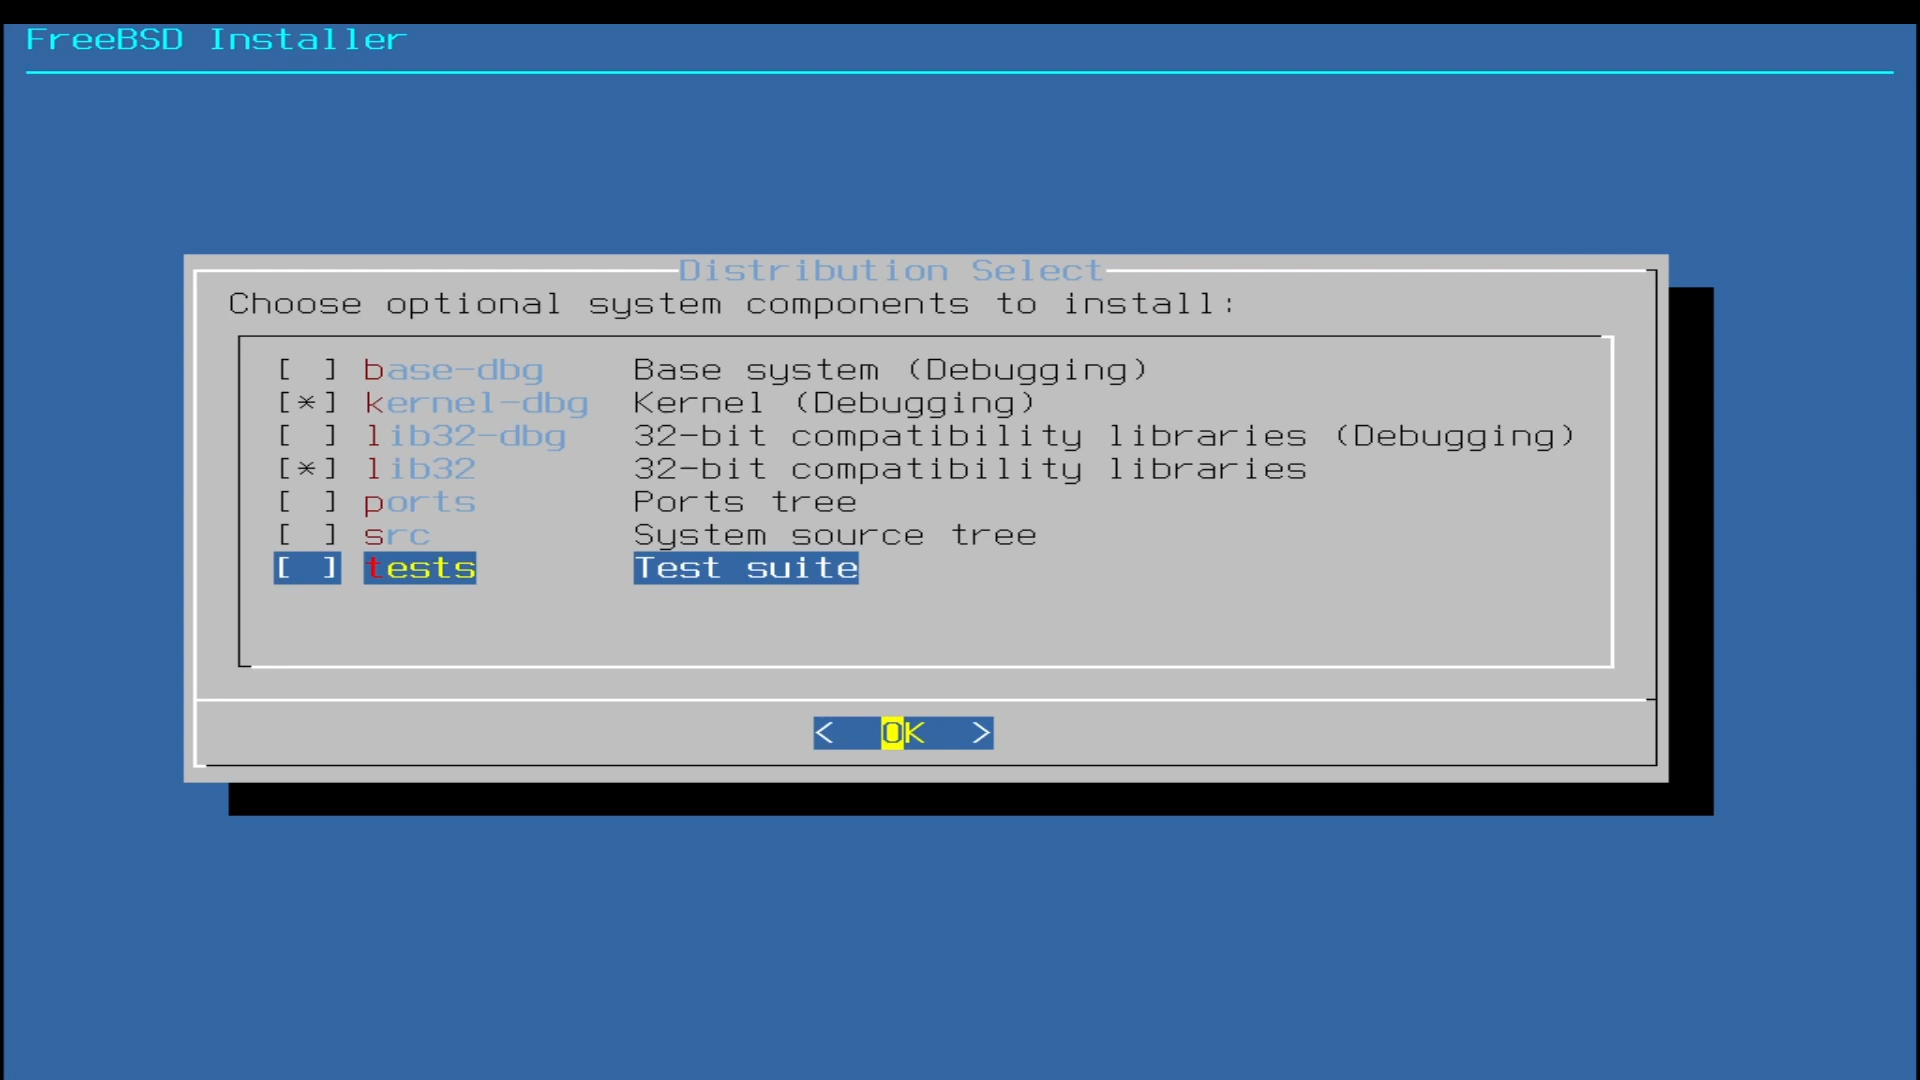 FreeBSD Installer
Distribution Select
Choose optional system components to install:
[ ] base-dbg Base system (Debugging)
[*] kernel-dbg Kernel (Debugging)
[ ] lib32-dbg 32-bit compatibility libraries (Debugging)
[*] lib32 32-bit compatibility libraries
[ ] ports Ports tree
[ ] src System source tree
[ ] tests Test suite
< OK >